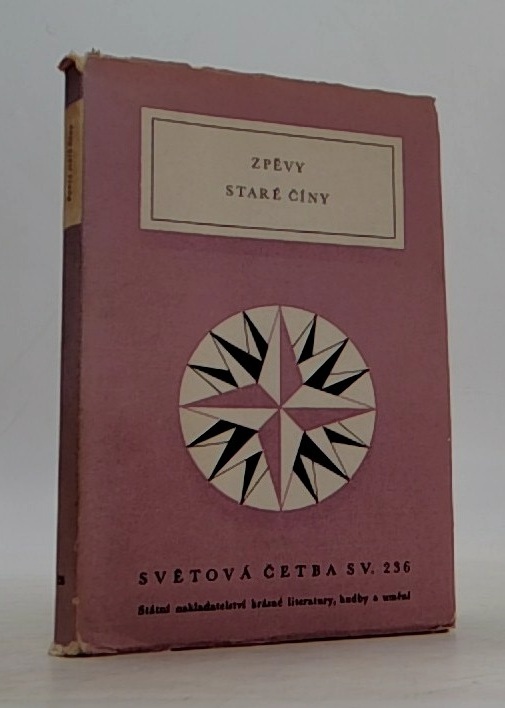 ZPĚVY
STARÉ ČÍNY
SVĚTOVÁ ČETBA SV. 236
Státní nakladatelství krásné literatury, hudby a umění